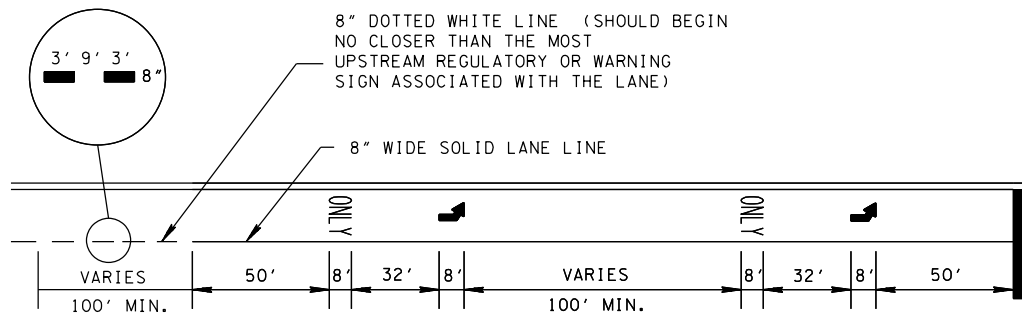 8" DOTTED WHITE LINE (SHOULD BEGIN
NO CLOSER THAN THE MOST
UPSTREAM REGULATORY OR WARNING
SIGN ASSOCIATED WITH THE LANE)
3' 9' 3'
8"
8" WIDE SOLID LANE LINE
ONLY
ONLY
VARIES
50'
8'
32'
8'
VARIES
8'
32'
8'
50'
100' MIN.
100' MIN.